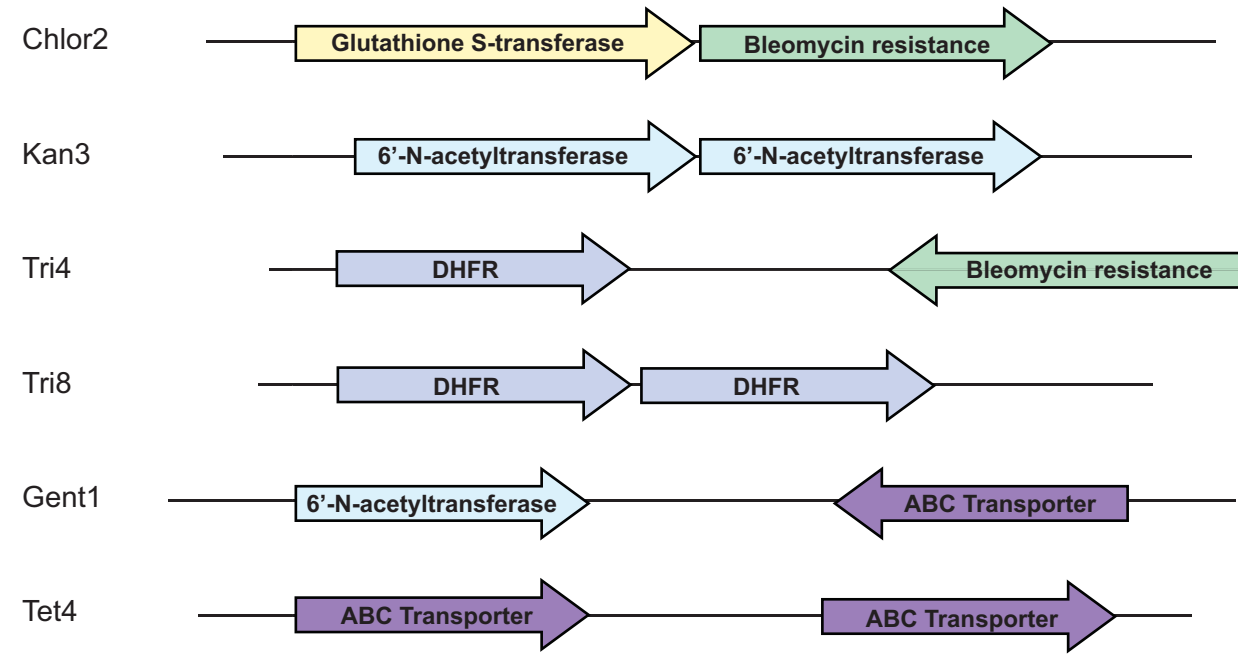 Chlor2 Glutathione S-transferase Bleomycin resistance
Kan3 6’-N-acetyltransferase 6’-N-acetyltransferase
Tri4 DHFR Bleomycin resistance
Tri8 DHFR DHFR
Gent1 6’-N-acetyltransferase ABC Transporter
Tet4 ABC Transporter ABC Transporter